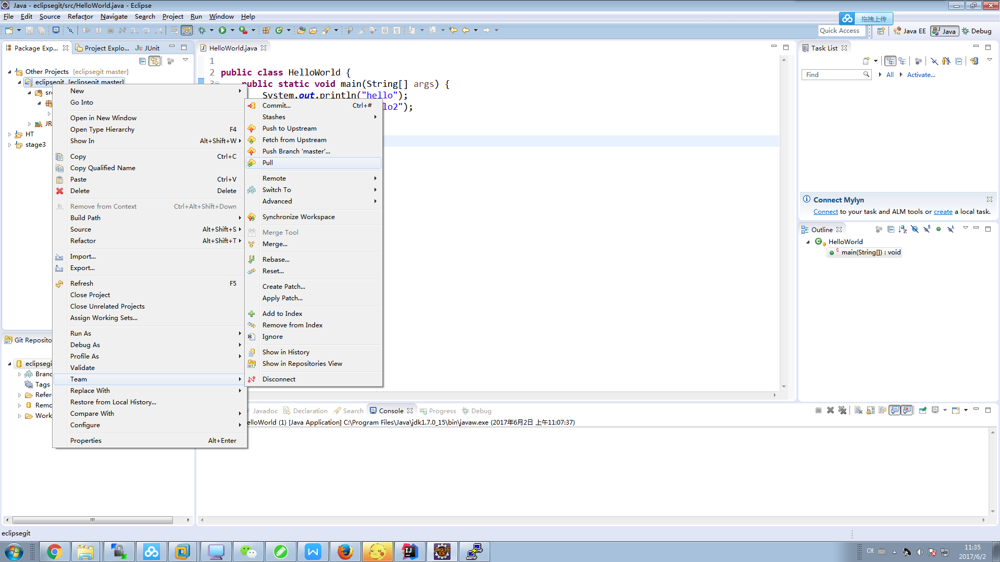 Java - eclipsegit/src/HelloWorld.java - Eclipse
File Edit Source Refactor Navigate Search Project Run Window Help
拖拽上传
Quick Access
Java EE
Java
Debug
Package Exp...
Project Explo...
JUnit
Other Projects [eclipsegit master]
eclipsegit [eclipsegit master]
src
JR
HT
stage3
New
Go Into
Open in New Window
Open Type Hierarchy F4
Show In Alt+Shift+W
Copy Ctrl+C
Copy Qualified Name
Paste Ctrl+V
Delete Delete
Remove from Context Ctrl+Alt+Shift+Down
Build Path
Source Alt+Shift+S
Refactor Alt+Shift+T
Import...
Export...
Refresh F5
Close Project
Close Unrelated Projects
Assign Working Sets...
Run As
Debug As
Profile As
Validate
Team
Replace With
Restore from Local History...
Compare With
Configure
Properties Alt+Enter
Commit... Ctrl+#
Stashes
Push to Upstream
Fetch from Upstream
Push Branch 'master'...
Pull
Remote
Switch To
Advanced
Synchronize Workspace
Merge Tool
Merge...
Rebase...
Reset...
Create Patch...
Apply Patch...
Add to Index
Remove from Index
Ignore
Show in History
Show in Repositories View
Disconnect
HelloWorld.java
1
2 public class HelloWorld {
3 public static void main(String[] args) {
System.out.println("hello");
lo2");
Git Reposito
eclipsegi
Branc
Tags
Refer
Remo
Work
Task List
Find
All
Activate...
Connect Mylyn
Connect to your task and ALM tools or create a local task.
Outline
HelloWorld
main(String[]) : void
Javadoc
Declaration
Search
Console
Progress
Debug
elloWorld (1) [Java Application] C:\Program Files\Java\jdk1.7.0_15\bin\javaw.exe (2017年6月2日 上午11:07:37)
eclipsegit
CH
11:35
2017/6/2